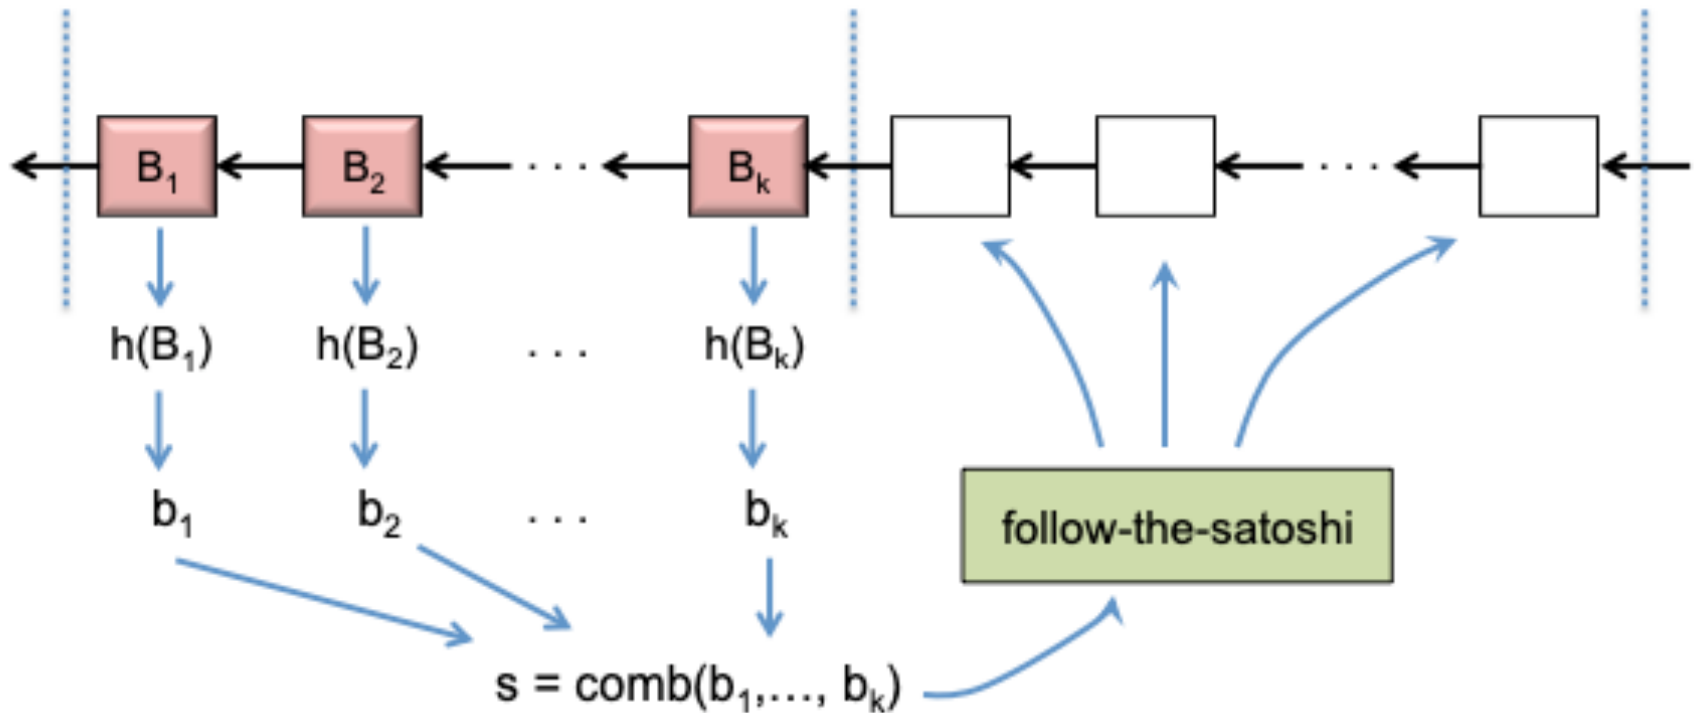 B₁ B₂ . . . Bₖ . . .
h(B₁) h(B₂) . . . h(Bₖ)
b₁ b₂ . . . bₖ
follow-the-satoshi
s = comb(b₁,..., bₖ)